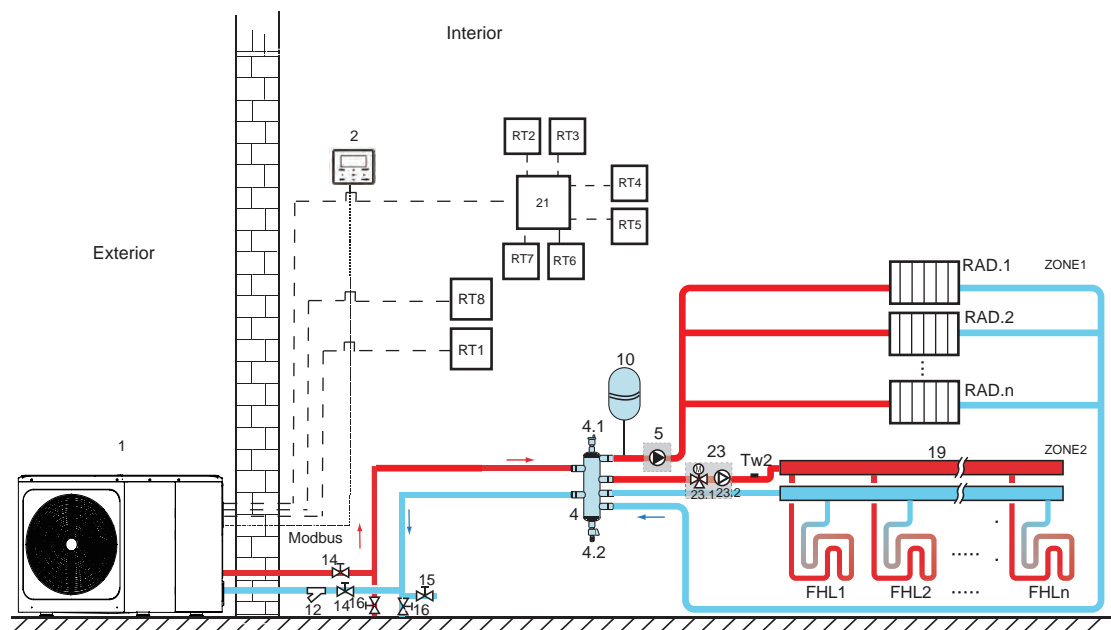 Interior
2
RT2
RT3
RT4
21
RT5
RT7
RT6
Exterior
RT8
RT1
RAD.1
ZONE1
RAD.2
RAD.n
10
4.1
5
23
Tw2
19
ZONE2
1
23.1
23.2
4
4.2
Modbus
M
14
15
12
14
16
16
FHL1
FHL2
.....
FHLn